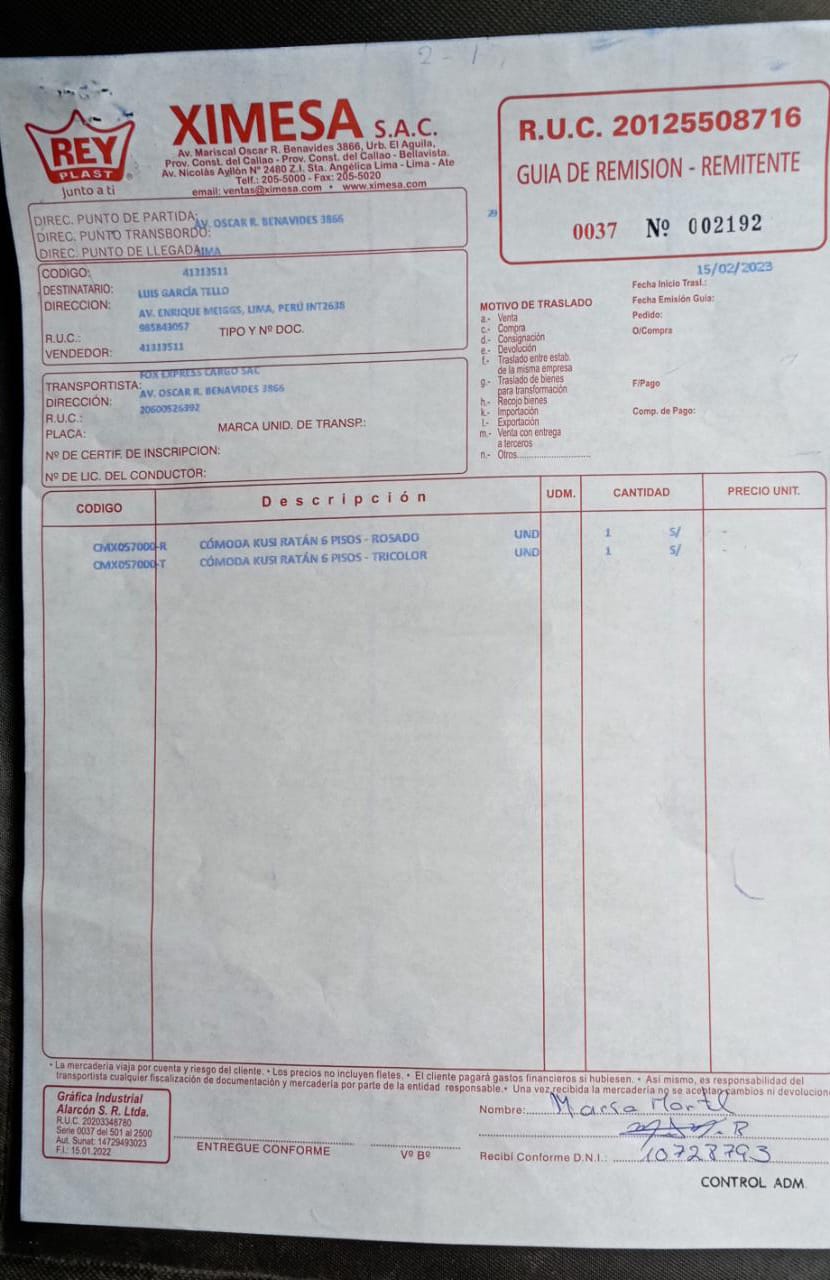 REY
PLAST
junto a ti
XIMESA S.A.C.
Av. Mariscal Oscar R. Benavides 3866, Urb. El Aguila,
Prov. Const. del Callao - Prov. Const. del Callao - Bellavista.
Av. Nicolás Ayllón Nº 2480 Z.I. Sta. Angélica Lima - Lima - Ate
Telf.: 205-5000 - Fax: 205-5020
email: ventas@ximesa.com • www.ximesa.com
R.U.C. 20125508716
GUIA DE REMISION - REMITENTE
0037 Nº 002192
DIREC. PUNTO DE PARTIDA: AV. OSCAR R. BENAVIDES 3866
29
DIREC. PUNTO TRANSBORDO:
DIREC. PUNTO DE LLEGADA LIMA
CODIGO: 41313511
DESTINATARIO: LUIS GARCÍA TELLO
DIRECCION: AV. ENRIQUE MEIGGS, LIMA, PERÚ INT2638
985843057
R.U.C.: TIPO Y Nº DOC.
VENDEDOR: 41313511
15/02/2023
Fecha Inicio Trasl.:
Fecha Emisión Guia:
Pedido:
O/Compra
F/Pago
Comp. de Pago:
MOTIVO DE TRASLADO
a.- Venta
c.- Compra
d.- Consignación
e.- Devolución
f.- Traslado entre estab.
de la misma empresa
g.- Traslado de bienes
para transformación
h.- Recojo bienes
k.- Importación
l.- Exportación
m.- Venta con entrega
a terceros
n.- Otros
FOX EXPRESS CARGO SAC
TRANSPORTISTA:
DIRECCIÓN: AV. OSCAR R. BENAVIDES 3866
R.U.C.: 20600526392
PLACA: MARCA UNID. DE TRANSP.:
Nº DE CERTIF. DE INSCRIPCION:
Nº DE LIC. DEL CONDUCTOR:
CODIGO Descripción UDM. CANTIDAD PRECIO UNIT.
CMX057000-R CÓMODA KUSI RATÁN 6 PISOS - ROSADO UND 1 S/ -
CMX057000-T CÓMODA KUSI RATÁN 6 PISOS - TRICOLOR UND 1 S/ -
• La mercadería viaja por cuenta y riesgo del cliente. • Los precios no incluyen fletes. • El cliente pagará gastos financieros si hubiesen. • Asi mismo, es responsabilidad del
transportista cualquier fiscalización de documentación y mercadería por parte de la entidad responsable.• Una vez recibida la mercadería no se aceptan cambios ni devolucion
Gráfica Industrial
Alarcón S. R. Ltda.
R.U.C. 20203348780
Serie 0037 del 501 al 2500
Aut. Sunat: 14729493023
F.I.: 15.01.2022
ENTREGUE CONFORME
Vº Bº
Nombre:
Recibí Conforme D.N.I.: 10728793
CONTROL ADM.